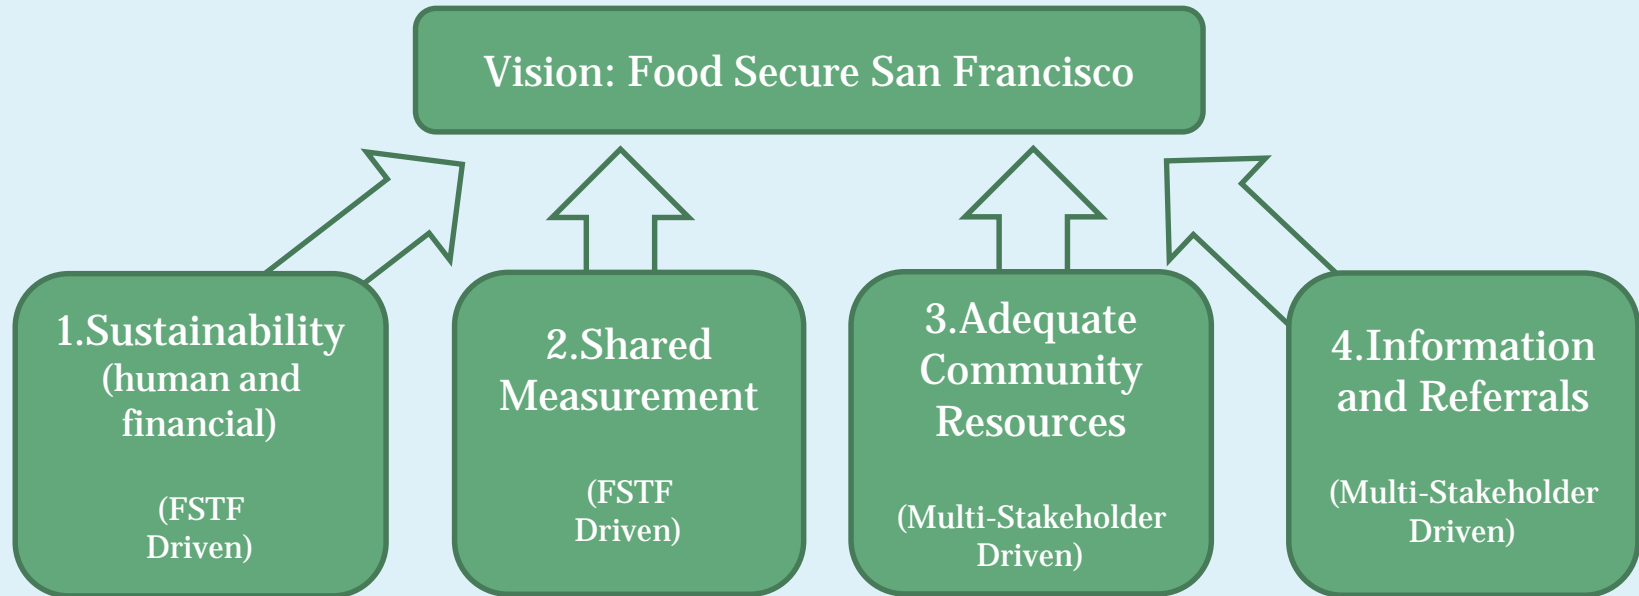 Vision: Food Secure San Francisco
1.Sustainability
(human and
financial)
(FSTF
Driven)
2.Shared
Measurement
(FSTF
Driven)
3.Adequate
Community
Resources
(Multi-Stakeholder
Driven)
4.Information
and Referrals
(Multi-Stakeholder
Driven)